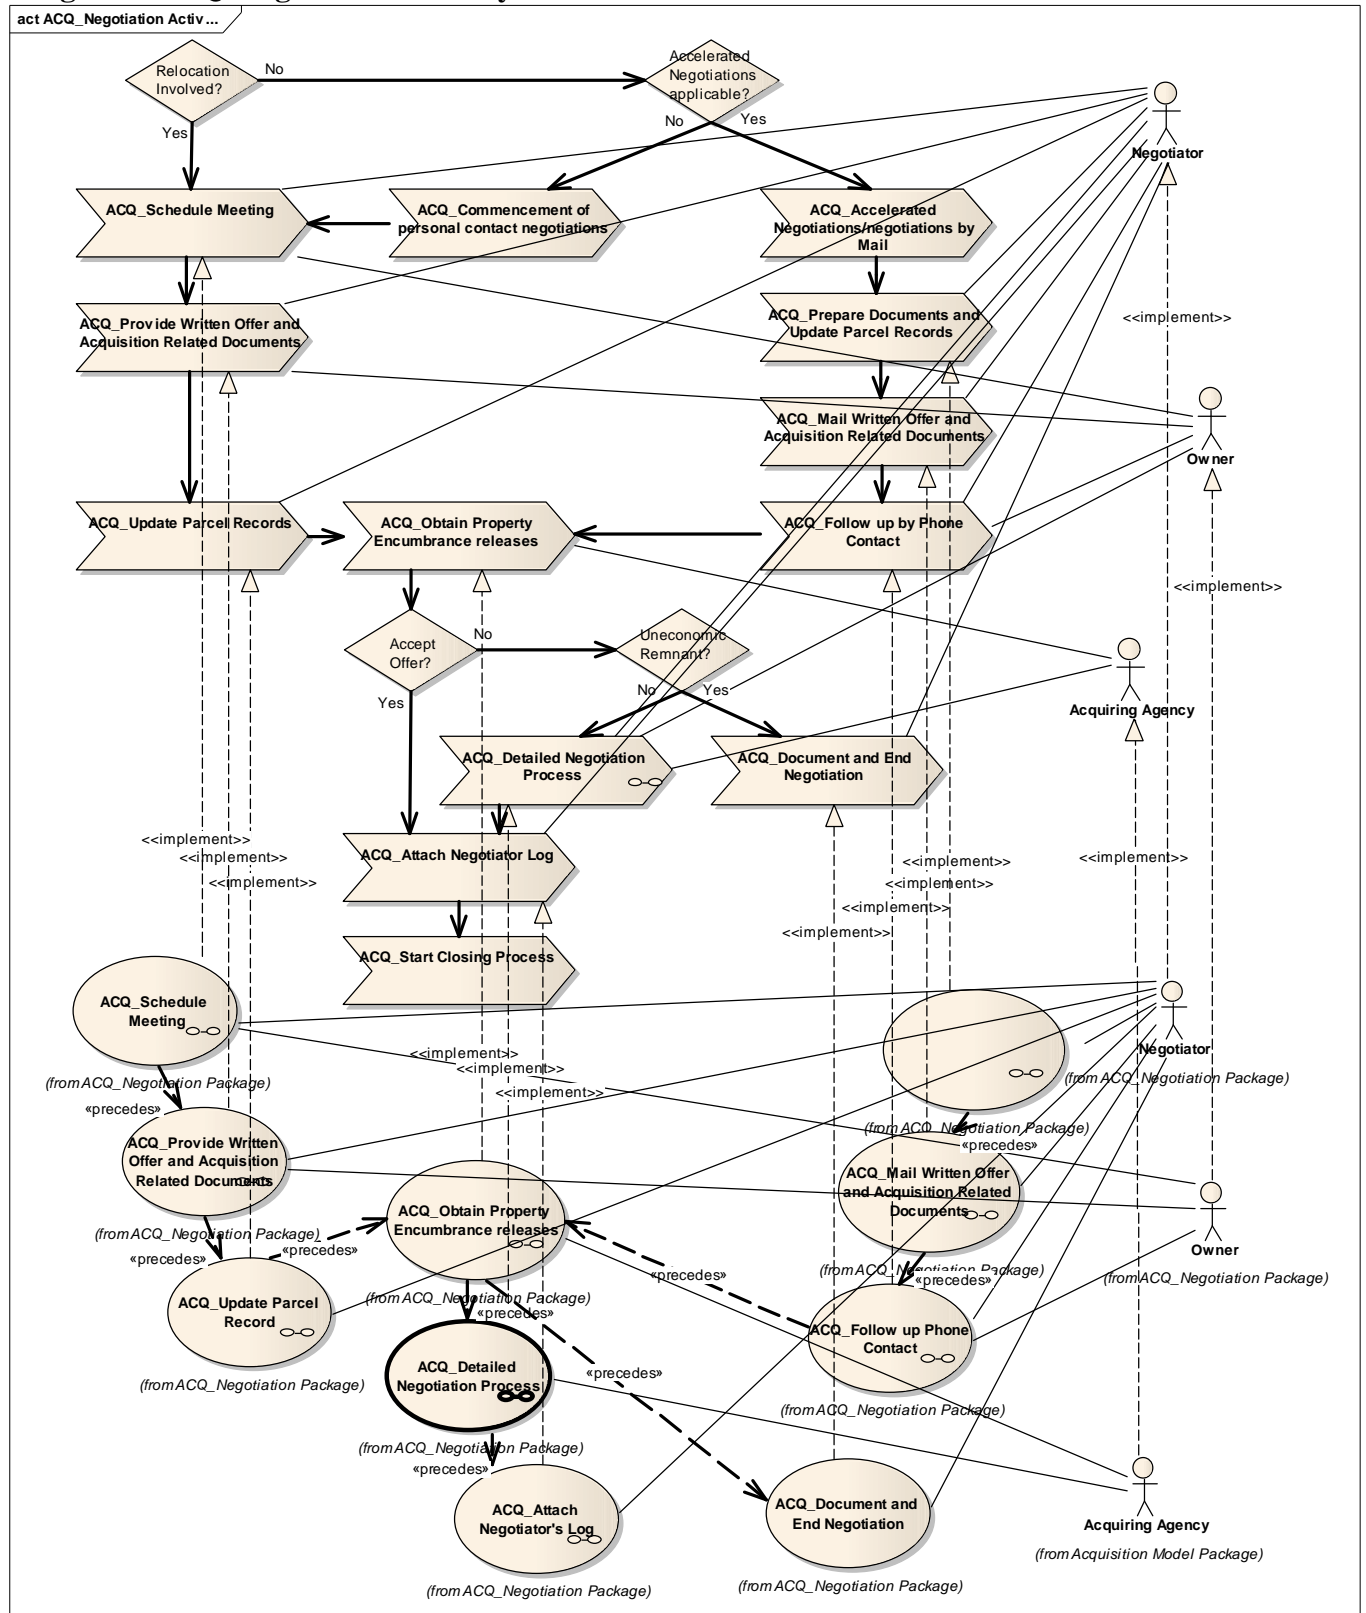 act ACQ_Negotiation Activ...
Relocation
Involved?
No
Accelerated
Negotiations
applicable?
Yes
No
Yes
Negotiator
ACQ_Schedule Meeting
ACQ_Commencement of
personal contact negotiations
ACQ_Accelerated
Negotiations/negotiations by
Mail
ACQ_Provide Written Offer and
Acquisition Related Documents
ACQ_Prepare Documents and
Update Parcel Records
<<implement>>
ACQ_Mail Written Offer and
Acquisition Related Documents
Owner
ACQ_Update Parcel Records
ACQ_Obtain Property
Encumbrance releases
ACQ_Follow up by Phone
Contact
<<implement>>
Accept
Offer?
No
Uneconomic
Remnant?
Yes
No
Yes
Acquiring Agency
ACQ_Detailed Negotiation
Process
ACQ_Document and End
Negotiation
<<implement>>
<<implement>>
<<implement>>
ACQ_Attach Negotiator Log
<<implement>>
<<implement>>
<<implement>>
<<implement>>
<<implement>>
ACQ_Start Closing Process
ACQ_Schedule
Meeting
Negotiator
<<implement>>
<<implement>>
<<implement>>
(from ACQ_Negotiation Package)
(from ACQ_Negotiation Package)
«precedes»
(from ACQ_Negotiation Package)
«precedes»
ACQ_Provide Written
Offer and Acquisition
Related Documents
ACQ_Mail Written Offer
and Acquisition Related
Documents
ACQ_Obtain Property
Encumbrance releases
(from ACQ_Negotiation Package)
«precedes»
«precedes»
Owner
(from ACQ_Negotiation Package)
(from ACQ_Negotiation Package)
«precedes»
«precedes»
ACQ_Update Parcel
Record
(from ACQ_Negotiation Package)
«precedes»
ACQ_Follow up Phone
Contact
ACQ_Detailed
Negotiation Process
«precedes»
(from ACQ_Negotiation Package)
(from ACQ_Negotiation Package)
(from ACQ_Negotiation Package)
«precedes»
ACQ_Attach
Negotiator's Log
ACQ_Document and
End Negotiation
Acquiring Agency
(from Acquisition Model Package)
(from ACQ_Negotiation Package)
(from ACQ_Negotiation Package)